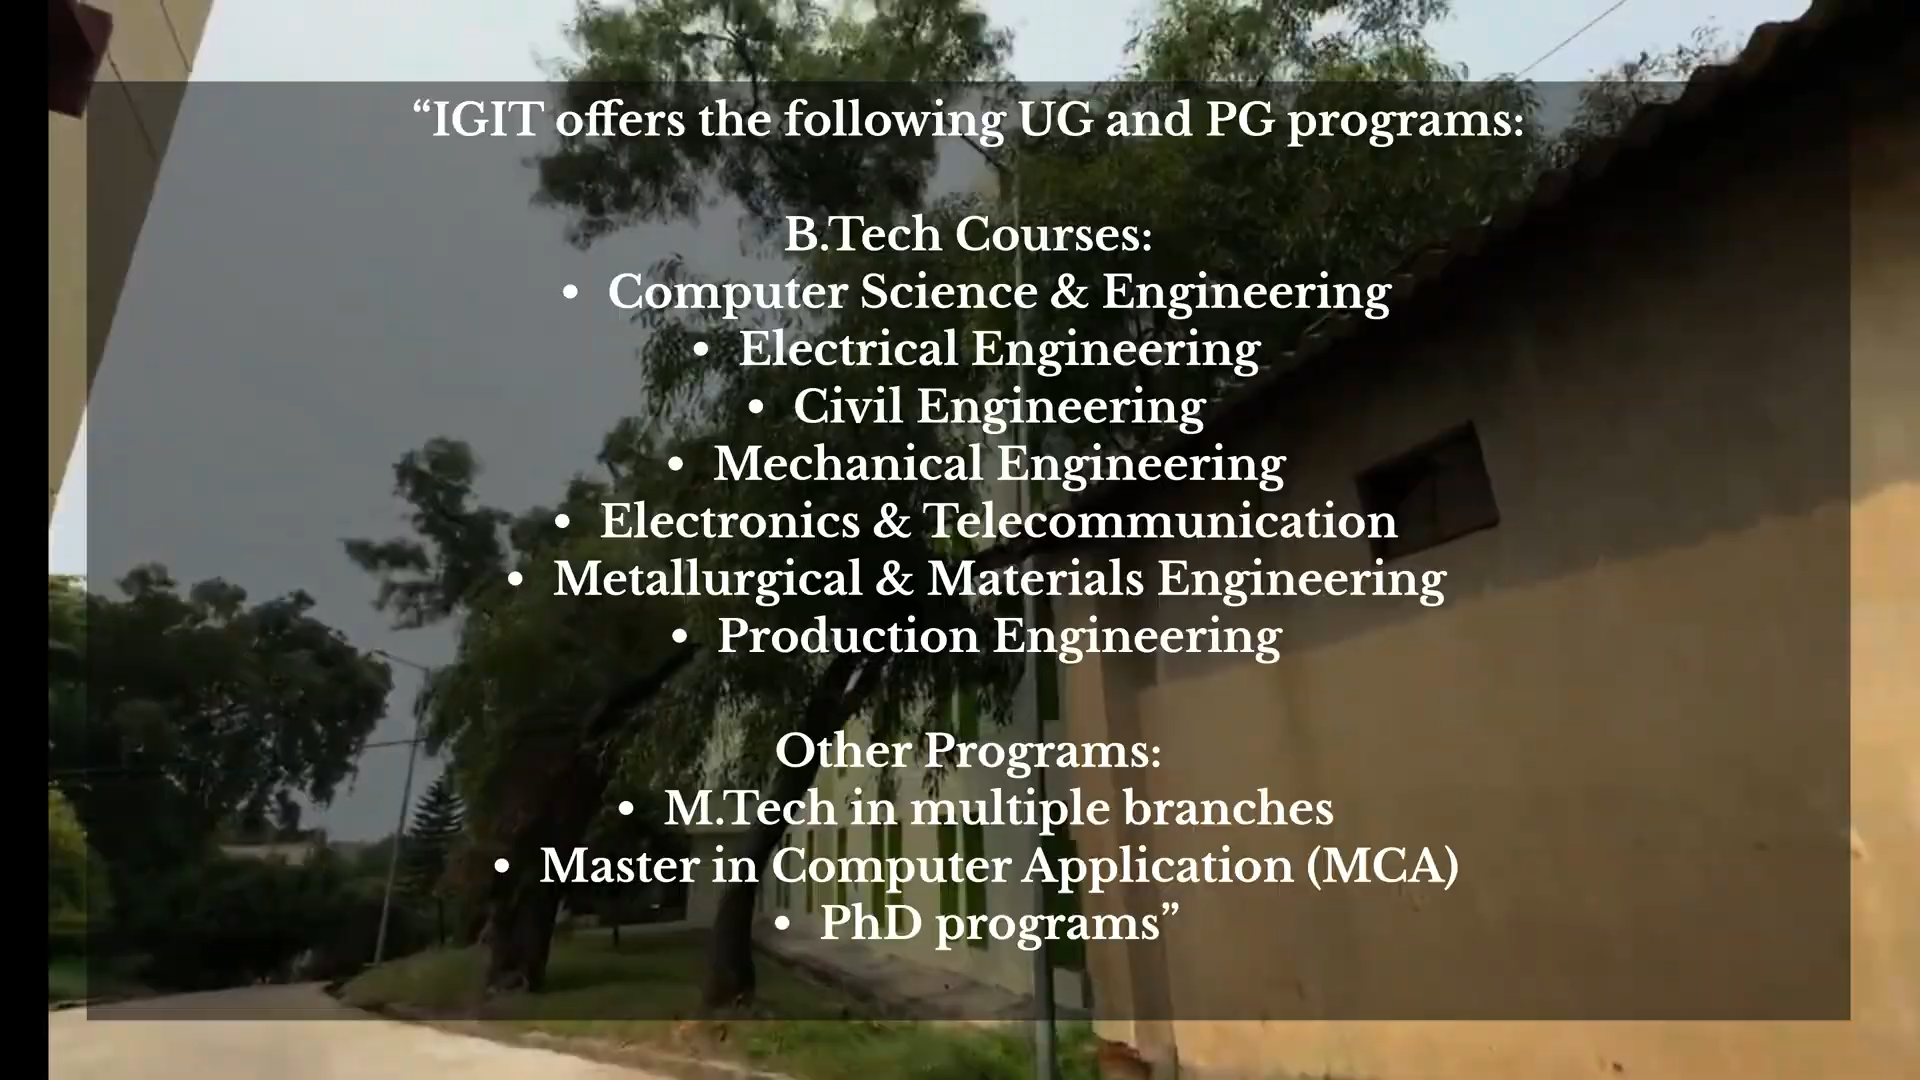 “IGIT offers the following UG and PG programs:
B.Tech Courses:
• Computer Science & Engineering
• Electrical Engineering
• Civil Engineering
• Mechanical Engineering
• Electronics & Telecommunication
• Metallurgical & Materials Engineering
• Production Engineering
Other Programs:
• M.Tech in multiple branches
• Master in Computer Application (MCA)
• PhD programs”